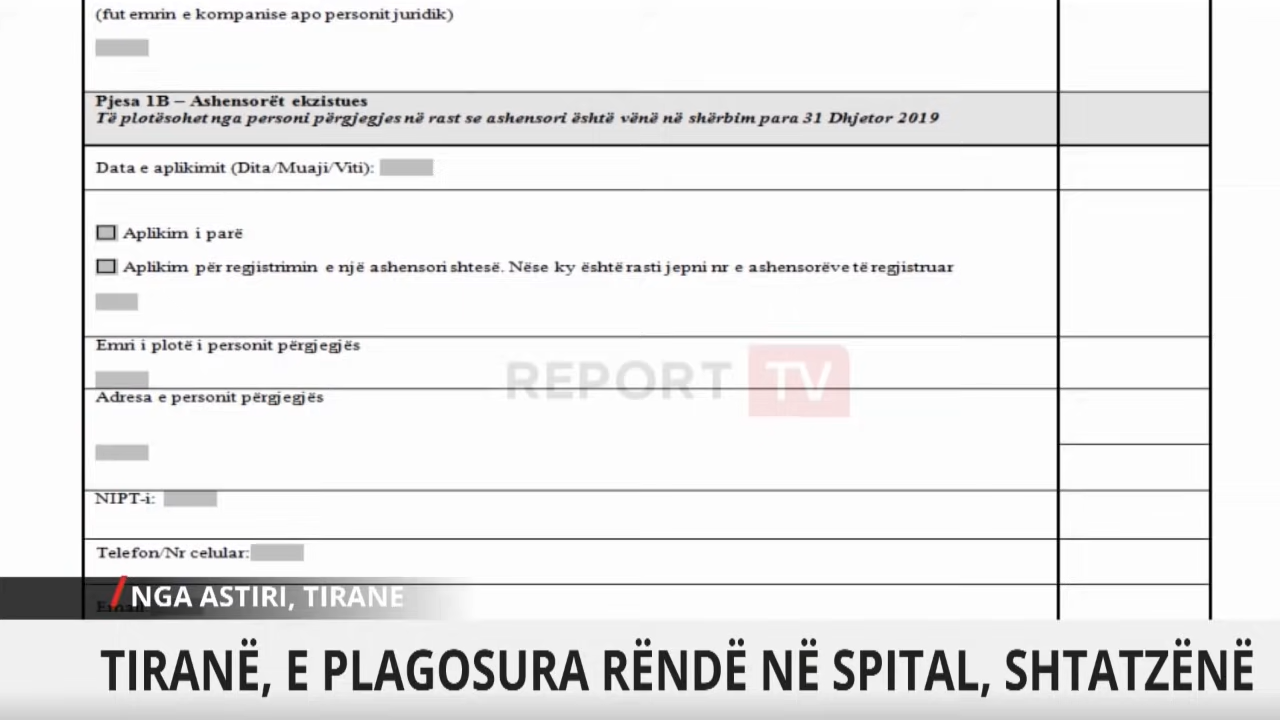 (fut emrin e kompanise apo personit juridik)
Pjesa 1B – Ashensorët ekzistues
Të plotësohet nga personi përgjegjes në rast se ashensori është vënë në shërbim para 31 Dhjetor 2019
Data e aplikimit (Dita/Muaji/Viti):
Aplikim i parë
Aplikim për regjistrimin e një ashensori shtesë. Nëse ky është rasti jepni nr e ashensorëve të regjistruar
Emri i plotë i personit përgjegjës
REPORT TV
Adresa e personit përgjegjës
NIPT-i:
Telefon/Nr celular:
Email
NGA ASTIRI, TIRANE
TIRANË, E PLAGOSURA RËNDË NË SPITAL, SHTATZËNË